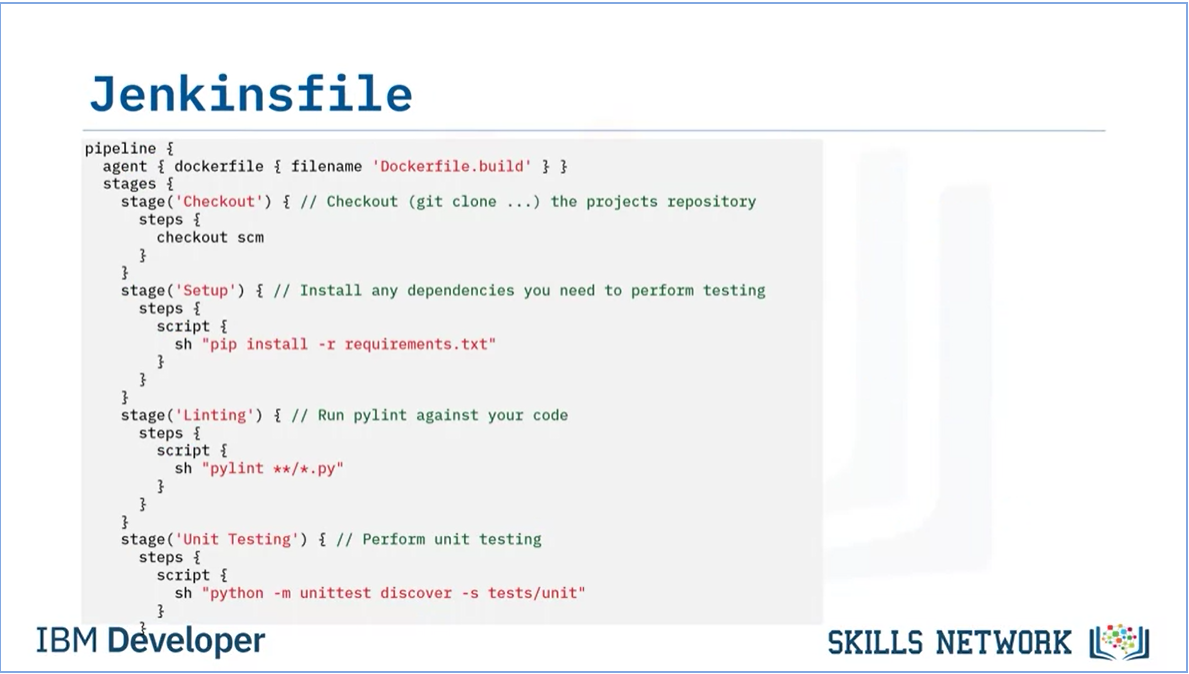 Jenkinsfile
pipeline {
  agent { dockerfile { filename 'Dockerfile.build' } }
  stages {
    stage('Checkout') { // Checkout (git clone ...) the projects repository
      steps {
        checkout scm
      }
    }
    stage('Setup') { // Install any dependencies you need to perform testing
      steps {
        script {
          sh "pip install -r requirements.txt"
        }
      }
    }
    stage('Linting') { // Run pylint against your code
      steps {
        script {
          sh "pylint **/*.py"
        }
      }
    }
    stage('Unit Testing') { // Perform unit testing
      steps {
        script {
          sh "python -m unittest discover -s tests/unit"
        }
      }
IBM Developer
SKILLS NETWORK